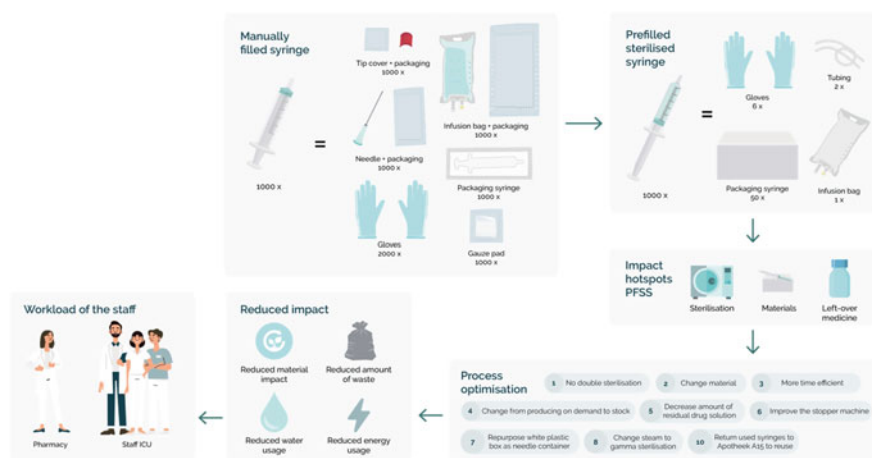 Manually
filled syringe
1000 x
=
Tip cover + packaging
1000 x
Needle + packaging
1000 x
Gloves
2000 x
Infusion bag + packaging
1000 x
Packaging syringe
1000 x
Gauze pad
1000 x
Prefilled
sterilised
syringe
1000 x
=
Gloves
6 x
Tubing
2 x
Packaging syringe
50 x
Infusion bag
1 x
Impact
hotspots
PFSS
Sterilisation
Materials
Left-over
medicine
Process
optimisation
1 No double sterilisation
2 Change material
3 More time efficient
4 Change from producing on demand to stock
5 Decrease amount of
residual drug solution
6 Improve the stopper machine
7 Repurpose white plastic
box as needle container
8 Change steam to
gamma sterilisation
10 Return used syringes to
Apotheek A15 to reuse
Reduced impact
Reduced material
impact
Reduced amount
of waste
Reduced water
usage
Reduced energy
usage
Workload of the staff
Pharmacy
Staff ICU